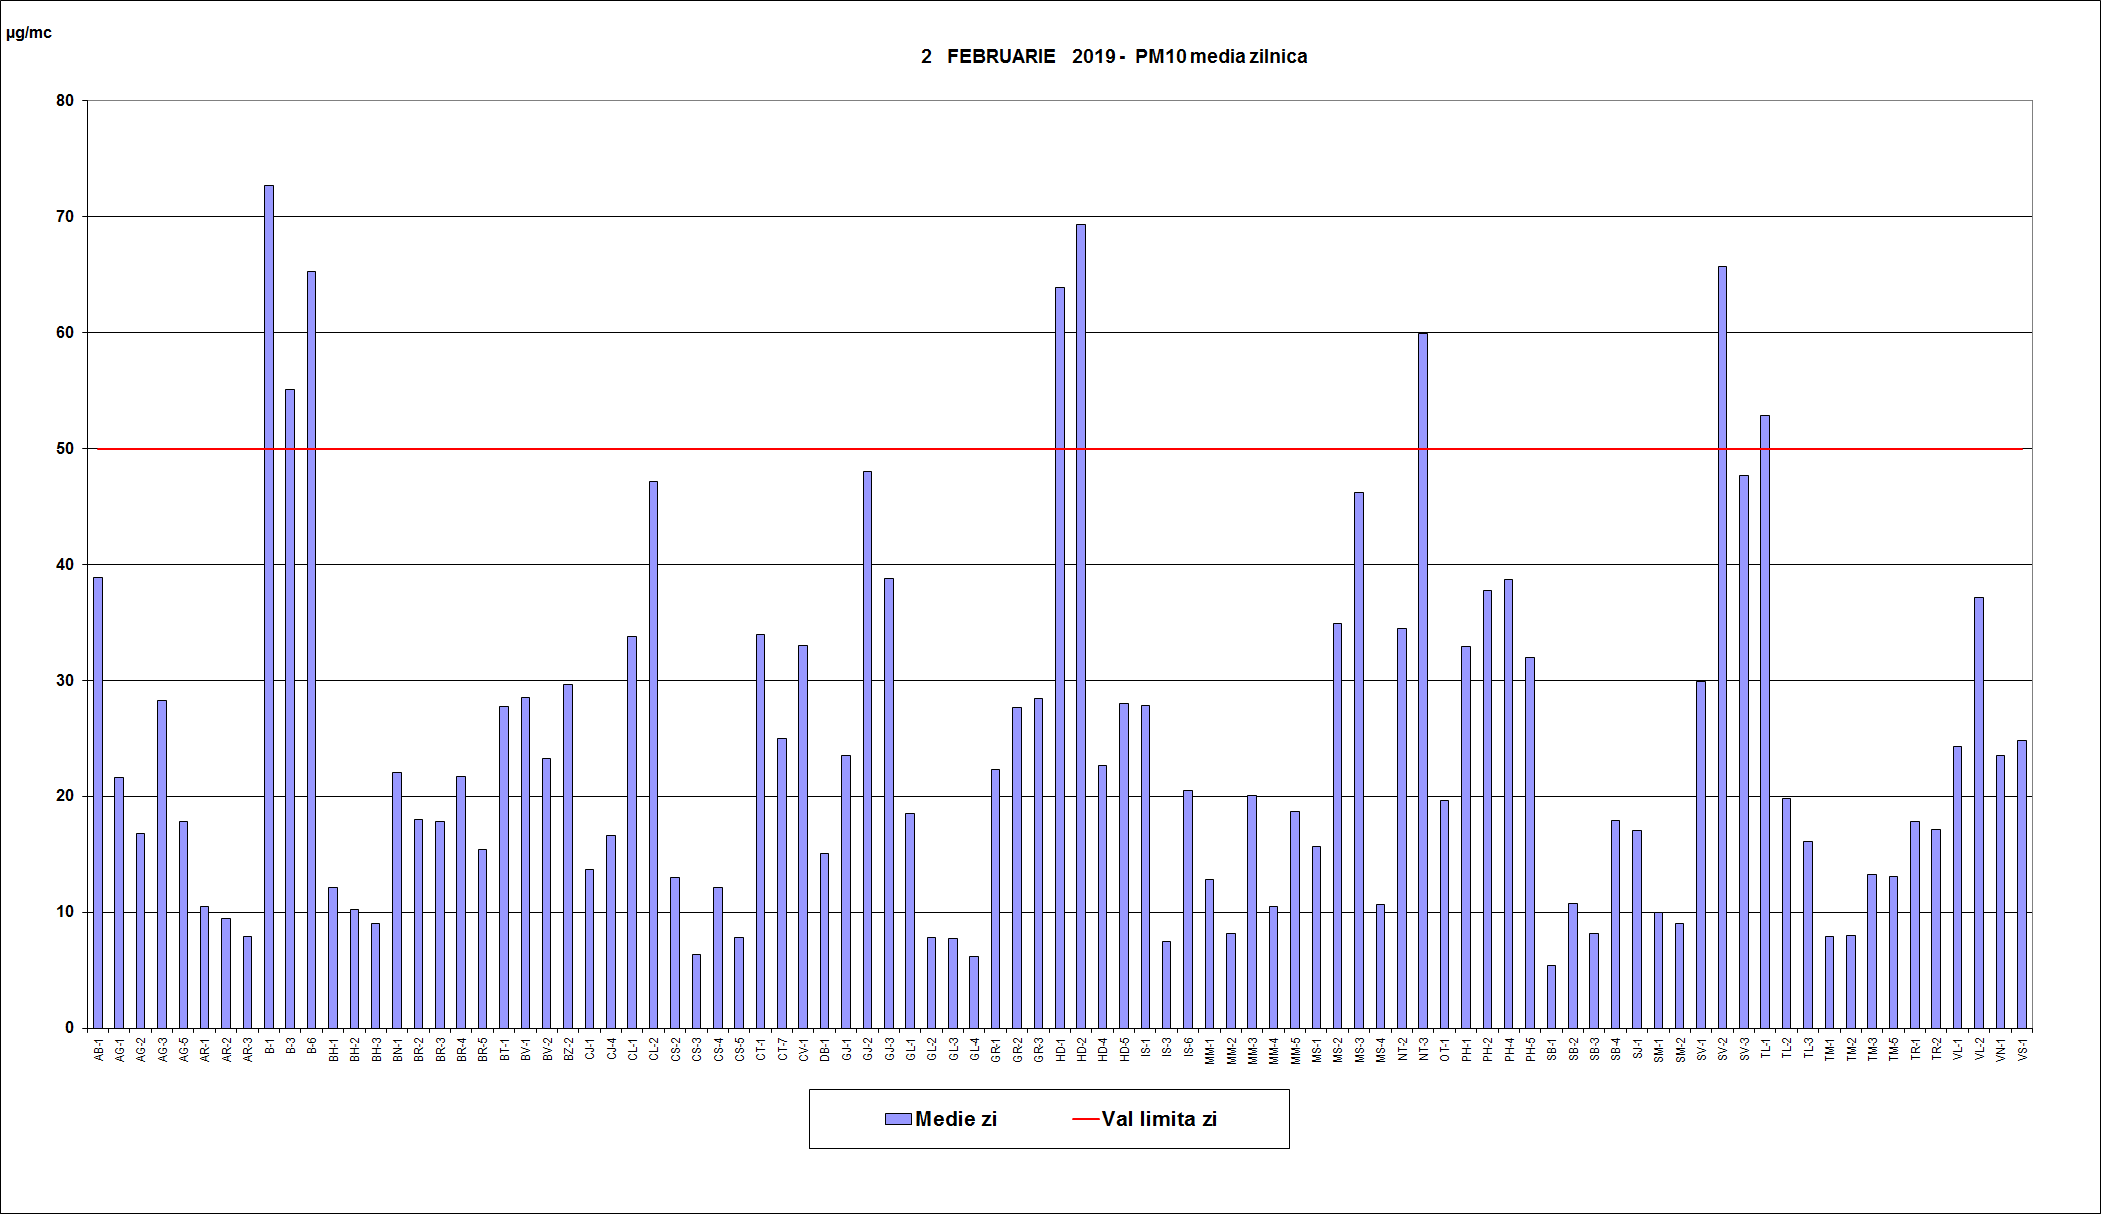 µg/mc
2 FEBRUARIE 2019 - PM10 media zilnica
80
70
60
50
40
30
20
10
0
AB-1 AG-1 AG-2 AG-3 AG-5 AR-1 AR-2 AR-3 B-1 B-3 B-6 BH-1 BH-2 BH-3 BN-1 BR-2 BR-3 BR-4 BR-5 BT-1 BV-1 BV-2 BZ-2 CJ-1 CJ-4 CL-1 CL-2 CS-2 CS-3 CS-4 CS-5 CT-1 CT-7 CV-1 DB-1 GJ-1 GJ-2 GJ-3 GL-1 GL-2 GL-3 GL-4 GR-1 GR-2 GR-3 HD-1 HD-2 HD-4 HD-5 IS-1 IS-3 IS-6 MM-1 MM-2 MM-3 MM-4 MM-5 MS-1 MS-2 MS-3 MS-4 NT-2 NT-3 OT-1 PH-1 PH-2 PH-4 PH-5 SB-1 SB-2 SB-3 SB-4 SJ-1 SM-1 SM-2 SV-1 SV-2 SV-3 TL-1 TL-2 TL-3 TM-1 TM-2 TM-3 TM-5 TR-1 TR-2 VL-1 VL-2 VN-1 VS-1
Medie zi Val limita zi